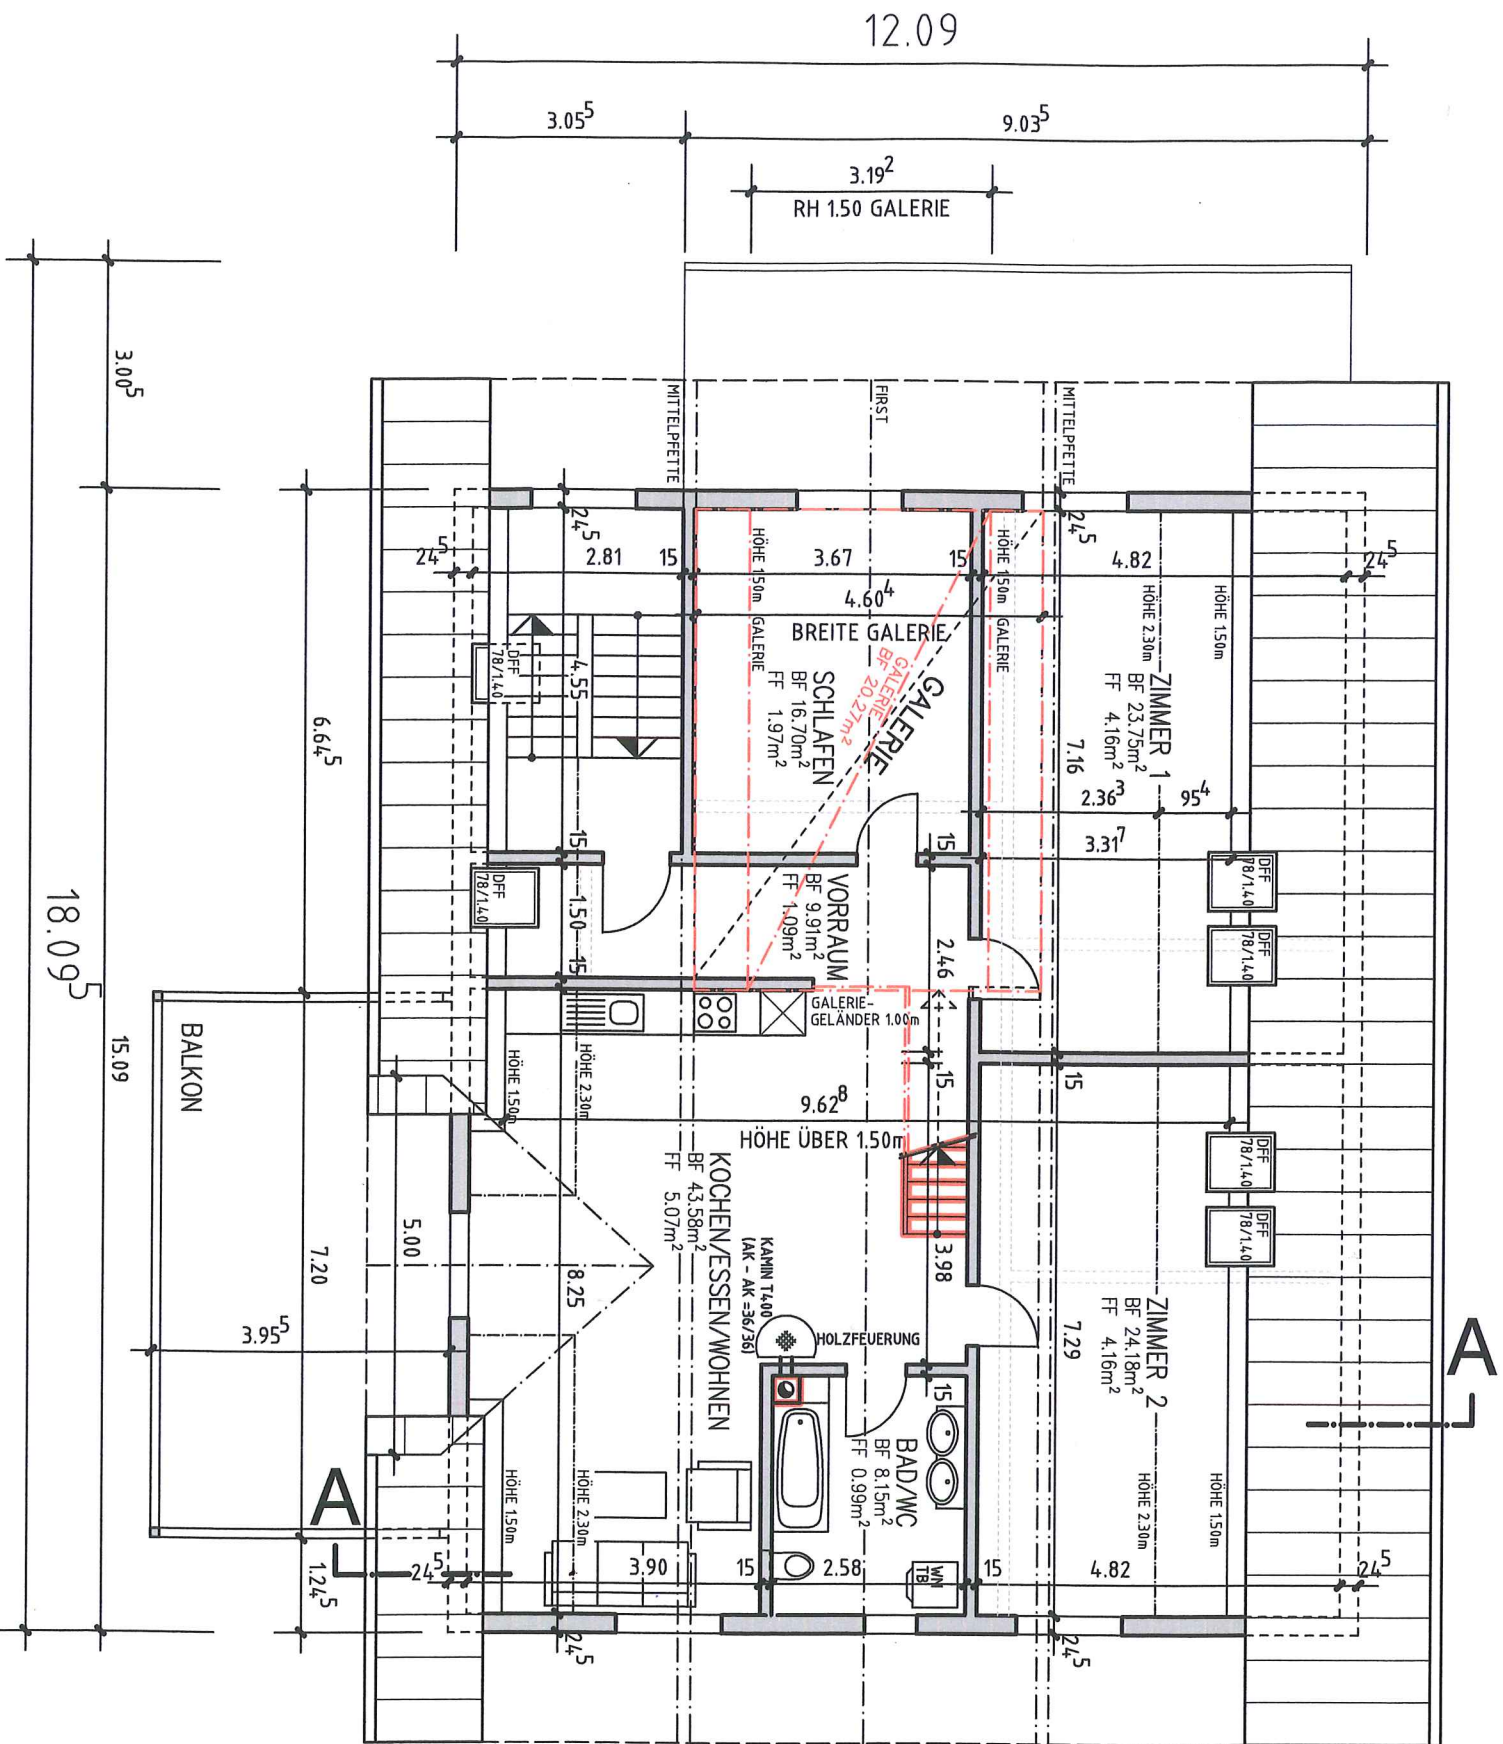 12.09
3.05⁵
9.03⁵
3.19²
RH 1.50 GALERIE
3.00⁵
18.09⁵
15.09
6.64⁵
7.20
1.24⁵
MITTELPFETTE
FIRST
MITTELPFETTE
24⁵
24⁵
24⁵
2.81
15
3.67
15
4.82
24⁵
4.60⁴
BREITE GALERIE
HÖHE 1.50m GALERIE
HÖHE 1.50m GALERIE
HÖHE 2.30m
HÖHE 1.50m
GALERIE
BF 20.27m²
GALERIE
SCHLAFEN
BF 16.70m²
FF 1.97m²
ZIMMER 1
BF 23.75m²
FF 4.16m²
7.16
2.36³
95⁴
3.31⁷
DFF
78/1.40
4.55
15
1.50
15
DFF
78/1.40
DFF
78/1.40
DFF
78/1.40
VORRAUM
BF 9.91m²
FF 1.09m²
15
2.46
GALERIE-
GELÄNDER 1.00m
15
15
BALKON
HÖHE 1.50m
HÖHE 2.30m
9.62⁸
HÖHE ÜBER 1.50m
DFF
78/1.40
DFF
78/1.40
KOCHEN/ESSEN/WOHNEN
BF 43.58m²
FF 5.07m²
5.00
8.25
3.95⁵
3.98
KAMIN T400
(AK - AK =36/36)
HOLZFEUERUNG
ZIMMER 2
BF 24.18m²
FF 4.16m²
7.29
A
15
BAD/WC
BF 8.15m²
FF 0.99m²
HÖHE 1.50m
HÖHE 2.30m
HÖHE 2.30m
HÖHE 1.50m
A
24⁵
3.90
15
2.58
WM
TB
15
4.82
24⁵
24⁵
24⁵